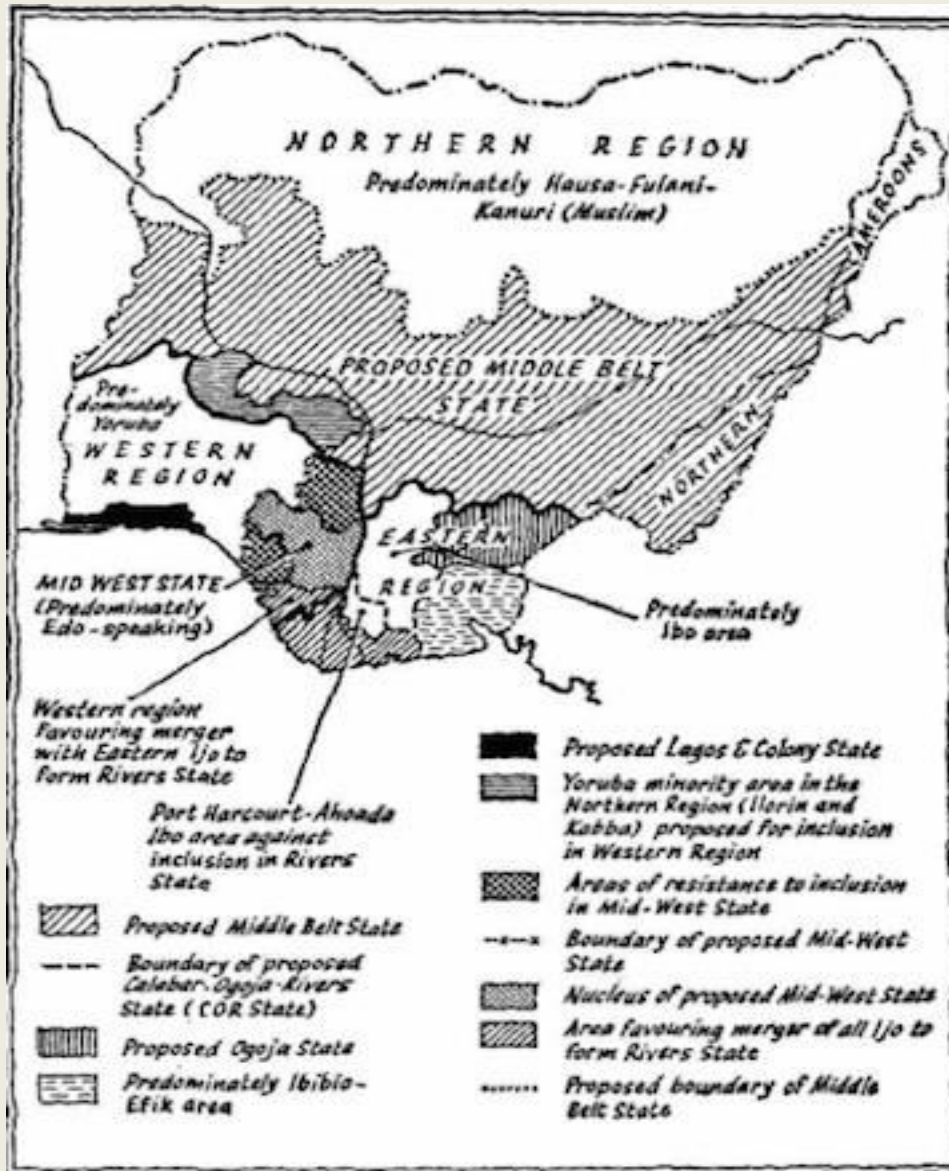 NORTHERN REGION
Predominately Hausa-Fulani-
Kanuri (Muslim)
CAMEROONS
NORTHERN
PROPOSED MIDDLE BELT
STATE
Pre-
dominately
Yoruba
WESTERN
REGION
EASTERN
REGION
MID WEST STATE
(Predominately
Edo-speaking)
Predominately
Ibo area
Western region
Favouring merger
with Eastern Ijo to
form Rivers State
Port Harcourt-Ahoada
Ibo area against
inclusion in Rivers
State
Proposed Middle Belt State
Boundary of proposed
Calabar-Ogoja-Rivers
State (COR State)
Proposed Ogoja State
Predominately Ibibio-
Efik area
Proposed Lagos & Colony State
Yoruba minority area in the
Northern Region (Ilorin and
Kabba) proposed for inclusion
in Western Region
Areas of resistance to inclusion
in Mid-West State
Boundary of proposed Mid-West
State
Nucleus of proposed Mid-West State
Area favouring merger of all Ijo to
form Rivers State
Proposed boundary of Middle
Belt State